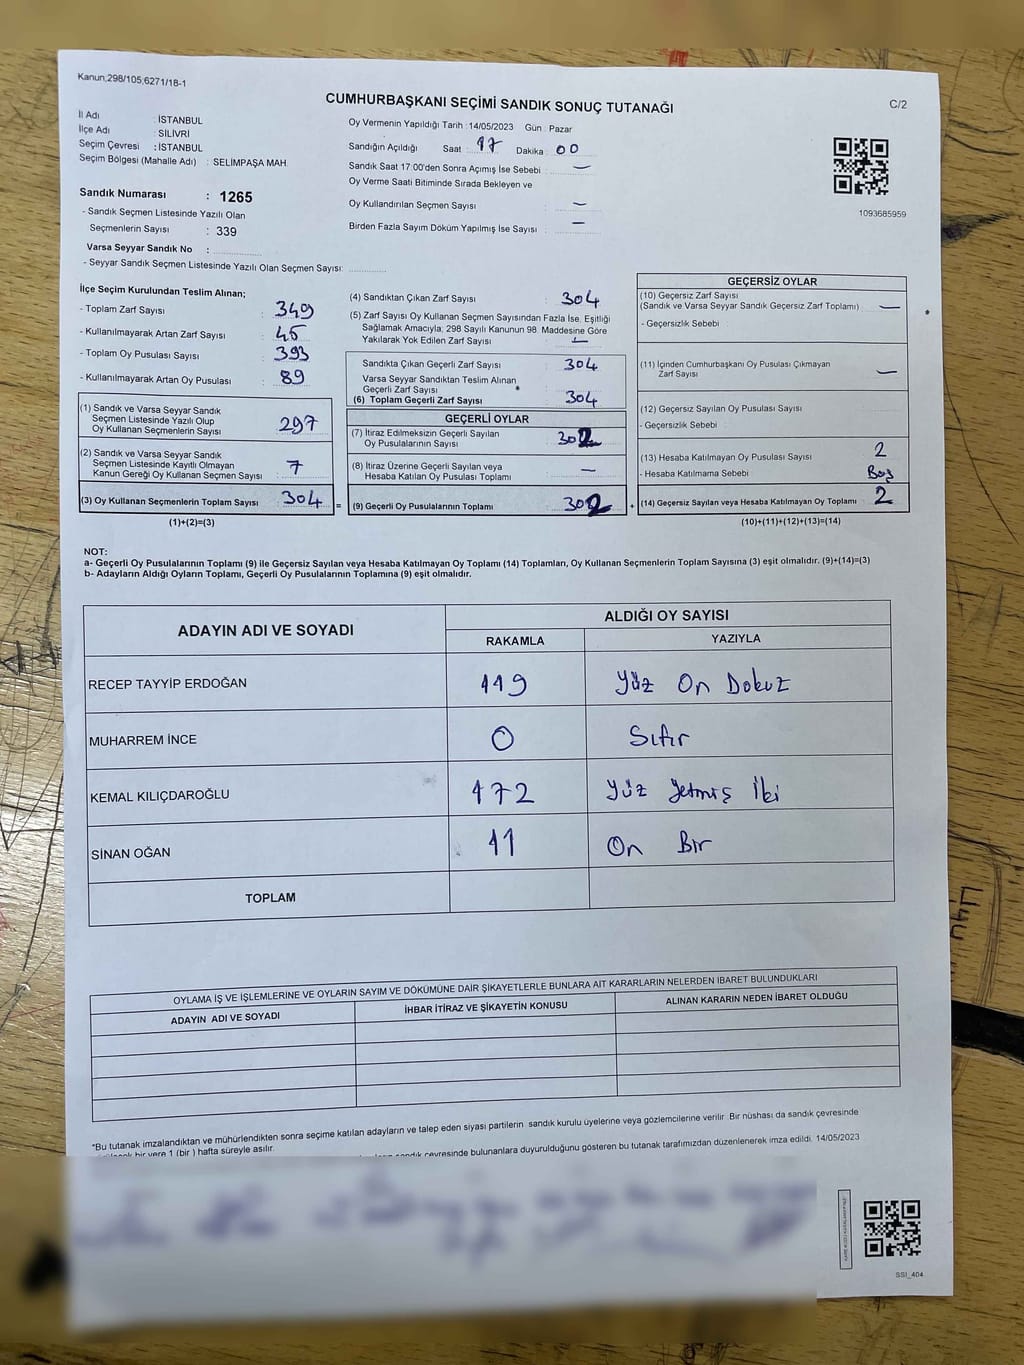 Kanun;298/105;6271/18-1
CUMHURBAŞKANI SEÇİMİ SANDIK SONUÇ TUTANAĞI
C/2
İl Adı : İSTANBUL
İlçe Adı : SİLİVRİ
Seçim Çevresi : İSTANBUL
Seçim Bölgesi (Mahalle Adı) : SELİMPAŞA MAH.
Sandık Numarası : 1265
- Sandık Seçmen Listesinde Yazılı Olan
Seçmenlerin Sayısı : 339
Varsa Seyyar Sandık No :
- Seyyar Sandık Seçmen Listesinde Yazılı Olan Seçmen Sayısı:
Oy Vermenin Yapıldığı Tarih : 14/05/2023 Gün : Pazar
Sandığın Açıldığı Saat : 17 Dakika : 00
Sandık Saat 17:00'den Sonra Açımış İse Sebebi : —
Oy Verme Saati Bitiminde Sırada Bekleyen ve
Oy Kullandırılan Seçmen Sayısı : —
Birden Fazla Sayım Döküm Yapılmış İse Sayısı : —
1093685959
İlçe Seçim Kurulundan Teslim Alınan;
- Toplam Zarf Sayısı : 349
- Kullanılmayarak Artan Zarf Sayısı : 45
- Toplam Oy Pusulası Sayısı : 393
- Kullanılmayarak Artan Oy Pusulası : 89
(1) Sandık ve Varsa Seyyar Sandık
Seçmen Listesinde Yazılı Olup
Oy Kullanan Seçmenlerin Sayısı : 297
(2) Sandık ve Varsa Seyyar Sandık
Seçmen Listesinde Kayıtlı Olmayan
Kanun Gereği Oy Kullanan Seçmen Sayısı : 7
(3) Oy Kullanan Seçmenlerin Toplam Sayısı : 304 =
(1)+(2)=(3)
(4) Sandıktan Çıkan Zarf Sayısı : 304
(5) Zarf Sayısı Oy Kullanan Seçmen Sayısından Fazla İse, Eşitliği
Sağlamak Amacıyla; 298 Sayılı Kanunun 98. Maddesine Göre
Yakılarak Yok Edilen Zarf Sayısı : —
Sandıkta Çıkan Geçerli Zarf Sayısı : 304
Varsa Seyyar Sandıktan Teslim Alınan
Geçerli Zarf Sayısı :
(6) Toplam Geçerli Zarf Sayısı : 304
GEÇERLİ OYLAR
(7) İtiraz Edilmeksizin Geçerli Sayılan
Oy Pusulalarının Sayısı : 302
(8) İtiraz Üzerine Geçerli Sayılan veya
Hesaba Katılan Oy Pusulası Toplamı : —
(9) Geçerli Oy Pusulalarının Toplamı : 302 +
GEÇERSİZ OYLAR
(10) Geçersiz Zarf Sayısı
(Sandık ve Varsa Seyyar Sandık Geçersiz Zarf Toplamı) : —
- Geçersizlik Sebebi :
(11) İçinden Cumhurbaşkanı Oy Pusulası Çıkmayan
Zarf Sayısı : —
(12) Geçersiz Sayılan Oy Pusulası Sayısı :
- Geçersizlik Sebebi :
(13) Hesaba Katılmayan Oy Pusulası Sayısı : 2
- Hesaba Katılmama Sebebi : Boş
(14) Geçersiz Sayılan veya Hesaba Katılmayan Oy Toplamı : 2
(10)+(11)+(12)+(13)=(14)
NOT:
a- Geçerli Oy Pusulalarının Toplamı (9) ile Geçersiz Sayılan veya Hesaba Katılmayan Oy Toplamı (14) Toplamları, Oy Kullanan Seçmenlerin Toplam Sayısına (3) eşit olmalıdır. (9)+(14)=(3)
b- Adayların Aldığı Oyların Toplamı, Geçerli Oy Pusulalarının Toplamına (9) eşit olmalıdır.
ADAYIN ADI VE SOYADI
ALDIĞI OY SAYISI
RAKAMLA YAZIYLA
RECEP TAYYİP ERDOĞAN 119 Yüz On Dokuz
MUHARREM İNCE 0 Sıfır
KEMAL KILIÇDAROĞLU 172 Yüz Yetmiş İki
SİNAN OĞAN 11 On Bir
TOPLAM
OYLAMA İŞ VE İŞLEMLERİNE VE OYLARIN SAYIM VE DÖKÜMÜNE DAİR ŞİKAYETLERLE BUNLARA AİT KARARLARIN NELERDEN İBARET BULUNDUKLARI
ADAYIN ADI VE SOYADI İHBAR İTİRAZ VE ŞİKAYETİN KONUSU ALINAN KARARIN NEDEN İBARET OLDUĞU
*Bu tutanak imzalandıktan ve mühürlendikten sonra seçime katılan adayların ve talep eden siyasi partilerin sandık kurulu üyelerine veya gözlemcilerine verilir Bir nüshası da sandık çevresinde
bir yere 1 (bir ) hafta süreyle asılır.
sandık çevresinde bulunanlara duyurulduğunu gösteren bu tutanak tarafımızdan düzenlenerek imza edildi. 14/05/2023
SSI_404